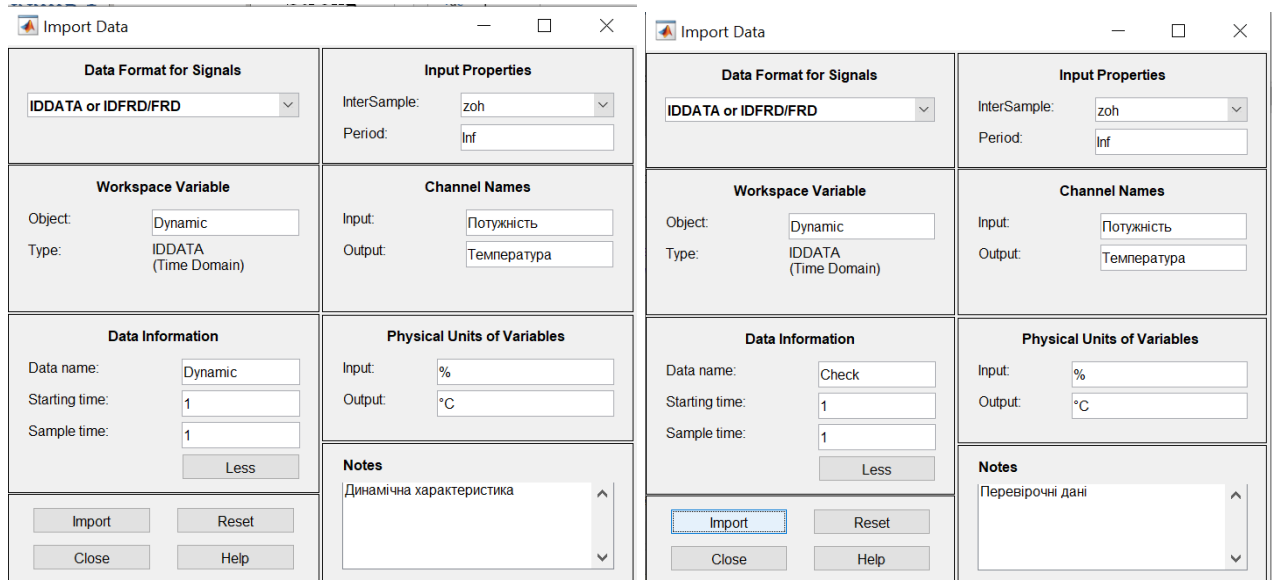 Import Data
Data Format for Signals
IDDATA or IDFRD/FRD
Input Properties
InterSample:
zoh
Period:
Inf
Workspace Variable
Object:
Dynamic
Type:
IDDATA
(Time Domain)
Channel Names
Input:
Потужність
Output:
Температура
Data Information
Data name:
Dynamic
Starting time:
1
Sample time:
1
Less
Physical Units of Variables
Input:
%
Output:
°C
Notes
Динамічна характеристика
Import
Reset
Close
Help
Import Data
Data Format for Signals
IDDATA or IDFRD/FRD
Input Properties
InterSample:
zoh
Period:
Inf
Workspace Variable
Object:
Dynamic
Type:
IDDATA
(Time Domain)
Channel Names
Input:
Потужність
Output:
Температура
Data Information
Data name:
Check
Starting time:
1
Sample time:
1
Less
Physical Units of Variables
Input:
%
Output:
°C
Notes
Перевірочні дані
Import
Reset
Close
Help